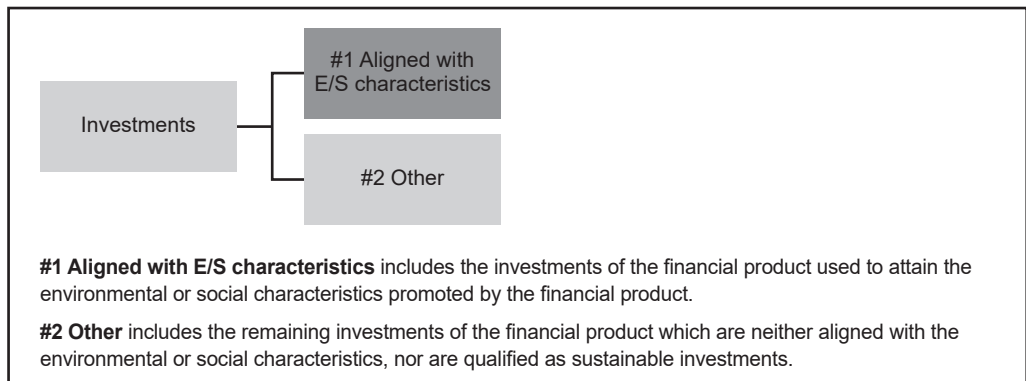 #1 Aligned with
E/S characteristics
Investments
#2 Other
#1 Aligned with E/S characteristics includes the investments of the financial product used to attain the
environmental or social characteristics promoted by the financial product.
#2 Other includes the remaining investments of the financial product which are neither aligned with the
environmental or social characteristics, nor are qualified as sustainable investments.